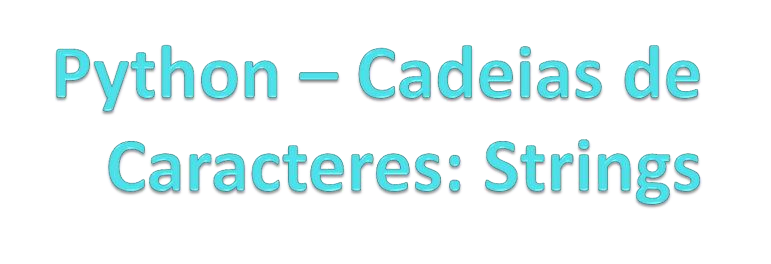 Python – Cadeias de
Caracteres: Strings